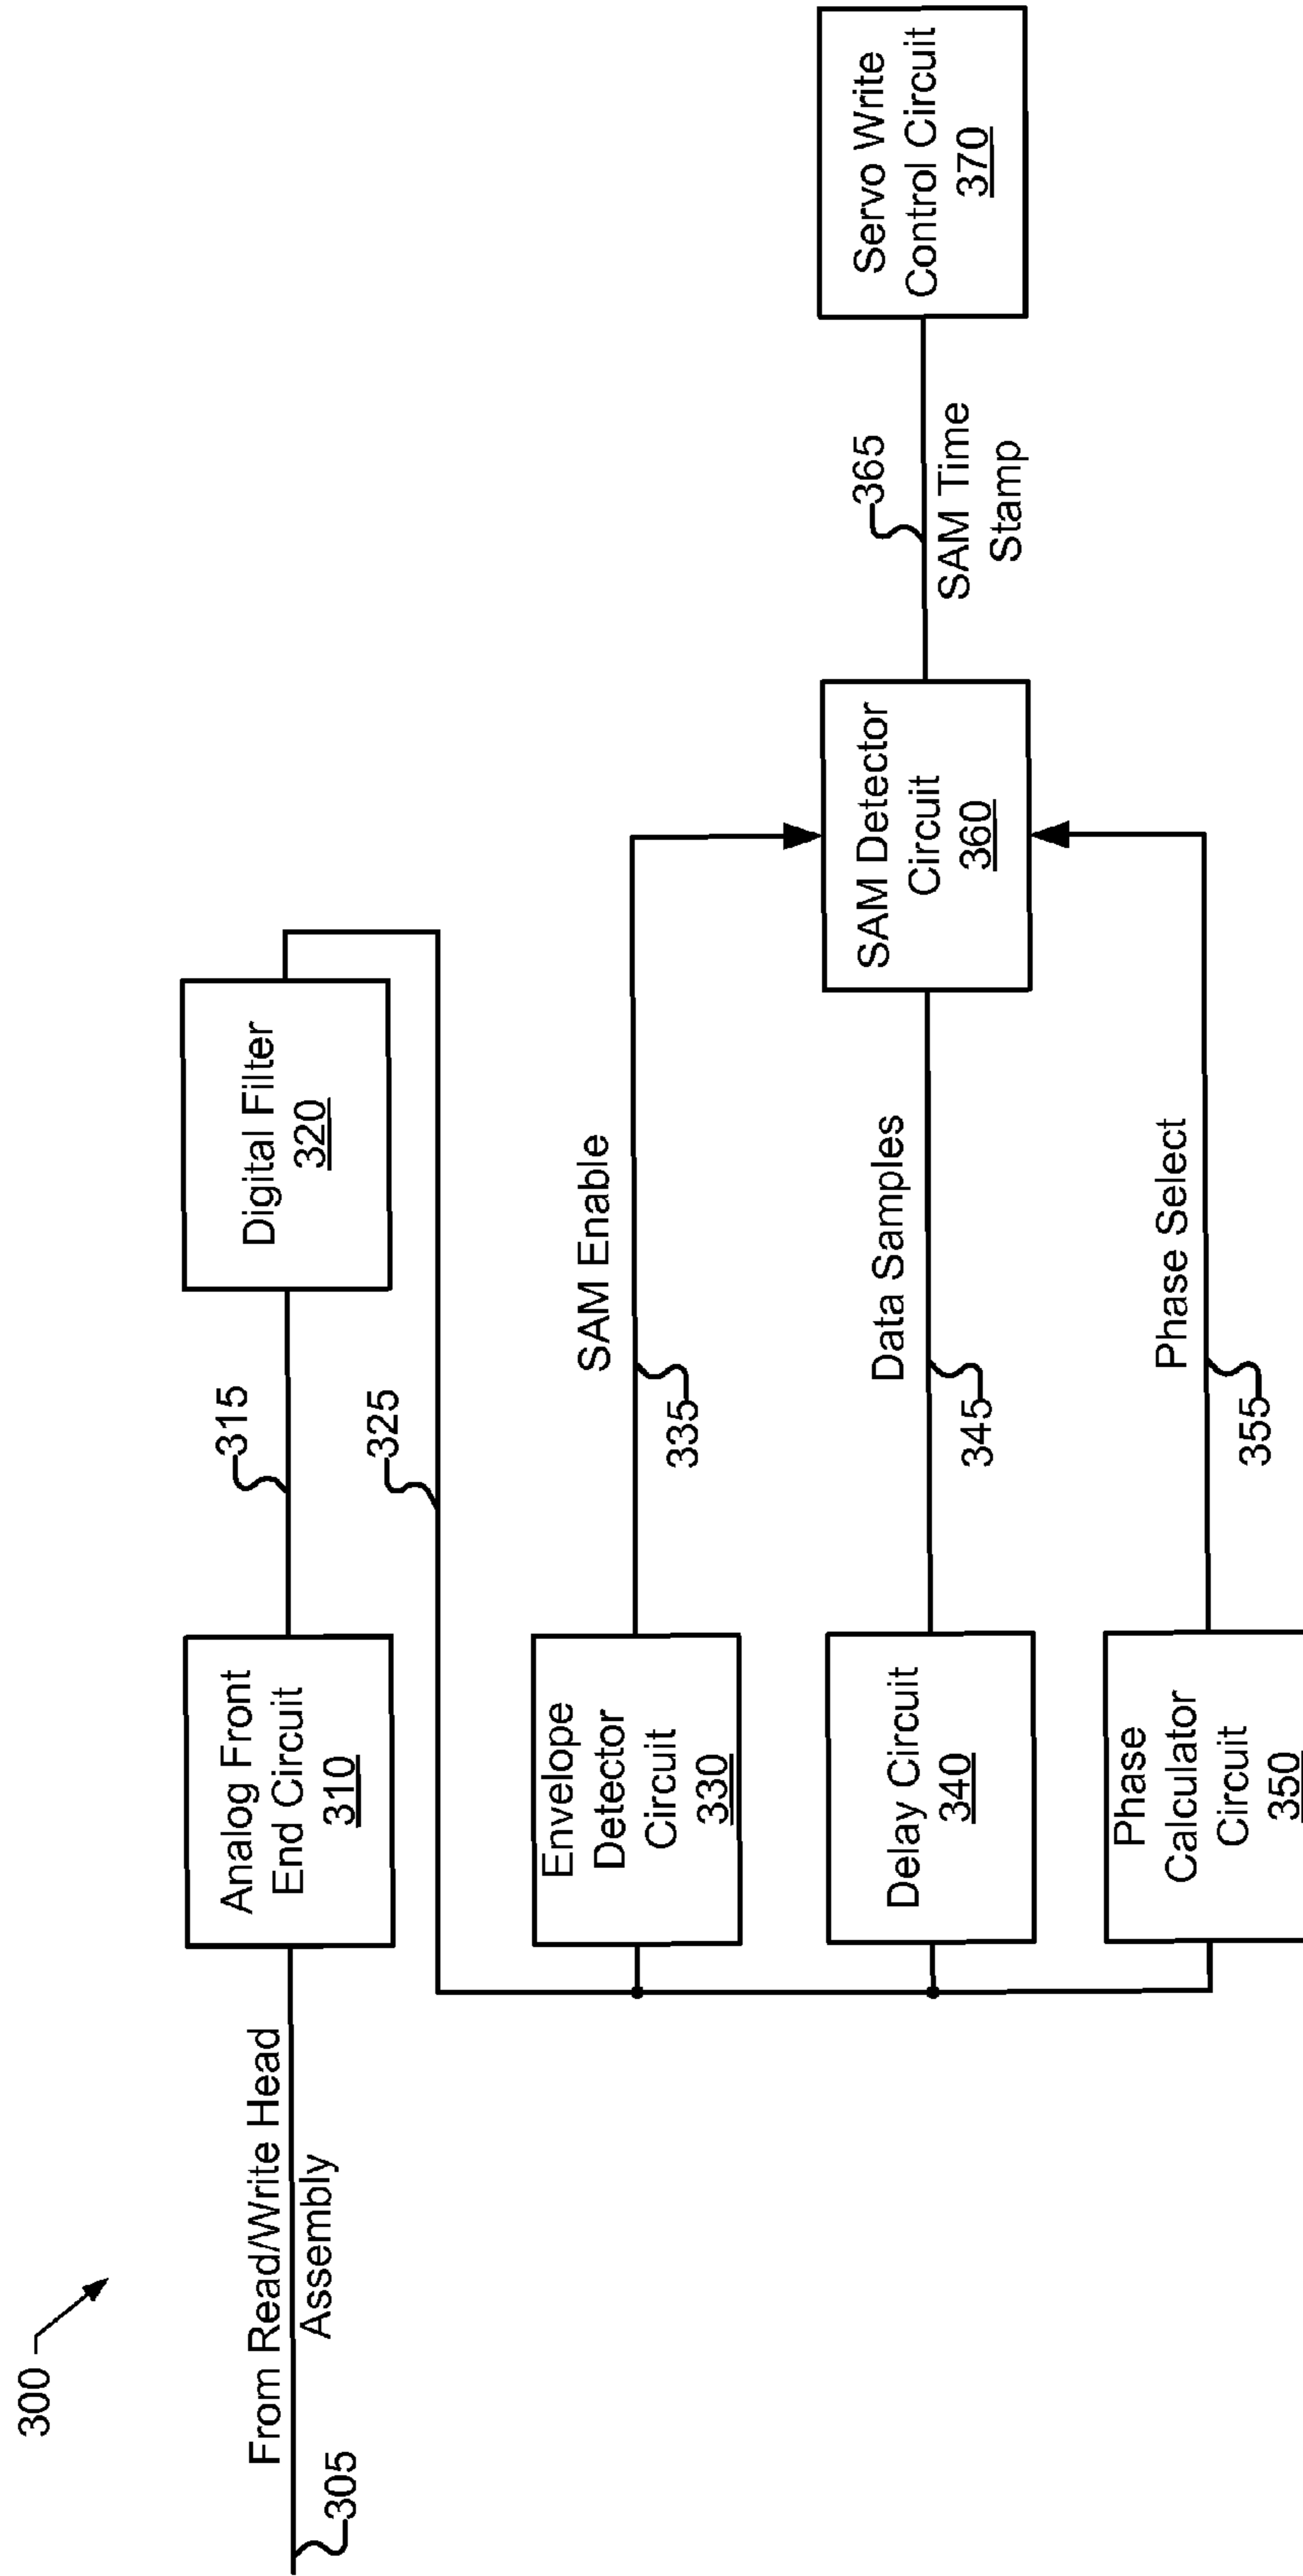 300
From Read/Write Head
Assembly
305
Analog Front
End Circuit
310
315
Digital Filter
320
325
Envelope
Detector
Circuit
330
SAM Enable
335
Delay Circuit
340
Data Samples
345
Phase
Calculator
Circuit
350
Phase Select
355
SAM Detector
Circuit
360
365
SAM Time
Stamp
Servo Write
Control Circuit
370